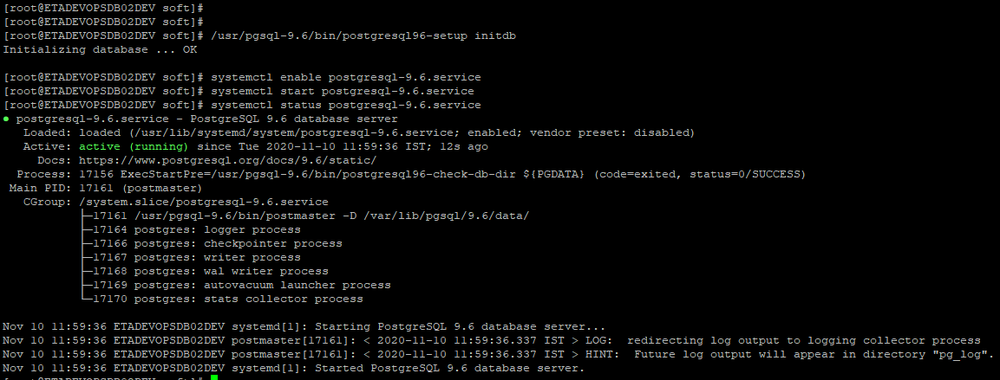 [root@ETADEVOPSDB02DEV soft]#
[root@ETADEVOPSDB02DEV soft]#
[root@ETADEVOPSDB02DEV soft]# /usr/pgsql-9.6/bin/postgresql96-setup initdb
Initializing database ... OK

[root@ETADEVOPSDB02DEV soft]# systemctl enable postgresql-9.6.service
[root@ETADEVOPSDB02DEV soft]# systemctl start postgresql-9.6.service
[root@ETADEVOPSDB02DEV soft]# systemctl status postgresql-9.6.service
● postgresql-9.6.service - PostgreSQL 9.6 database server
   Loaded: loaded (/usr/lib/systemd/system/postgresql-9.6.service; enabled; vendor preset: disabled)
   Active: active (running) since Tue 2020-11-10 11:59:36 IST; 12s ago
     Docs: https://www.postgresql.org/docs/9.6/static/
  Process: 17156 ExecStartPre=/usr/pgsql-9.6/bin/postgresql96-check-db-dir ${PGDATA} (code=exited, status=0/SUCCESS)
 Main PID: 17161 (postmaster)
   CGroup: /system.slice/postgresql-9.6.service
           ├─17161 /usr/pgsql-9.6/bin/postmaster -D /var/lib/pgsql/9.6/data/
           ├─17164 postgres: logger process
           ├─17166 postgres: checkpointer process
           ├─17167 postgres: writer process
           ├─17168 postgres: wal writer process
           ├─17169 postgres: autovacuum launcher process
           └─17170 postgres: stats collector process

Nov 10 11:59:36 ETADEVOPSDB02DEV systemd[1]: Starting PostgreSQL 9.6 database server...
Nov 10 11:59:36 ETADEVOPSDB02DEV postmaster[17161]: < 2020-11-10 11:59:36.337 IST > LOG:  redirecting log output to logging collector process
Nov 10 11:59:36 ETADEVOPSDB02DEV postmaster[17161]: < 2020-11-10 11:59:36.337 IST > HINT:  Future log output will appear in directory "pg_log".
Nov 10 11:59:36 ETADEVOPSDB02DEV systemd[1]: Started PostgreSQL 9.6 database server.
[root@ETADEVOPSDB02DEV soft]#